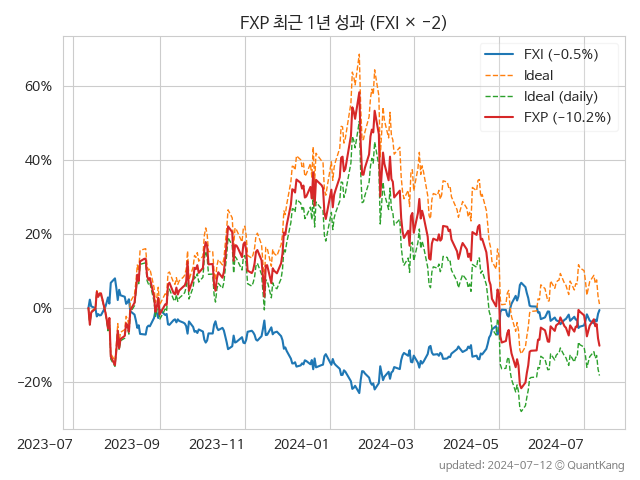 FXP 최근 1년 성과 (FXI × −2)
FXI (−0.5%)
Ideal
Ideal (daily)
FXP (−10.2%)
60%
40%
20%
0%
−20%
2023-07 2023-09 2023-11 2024-01 2024-03 2024-05 2024-07
updated: 2024-07-12 © QuantKang